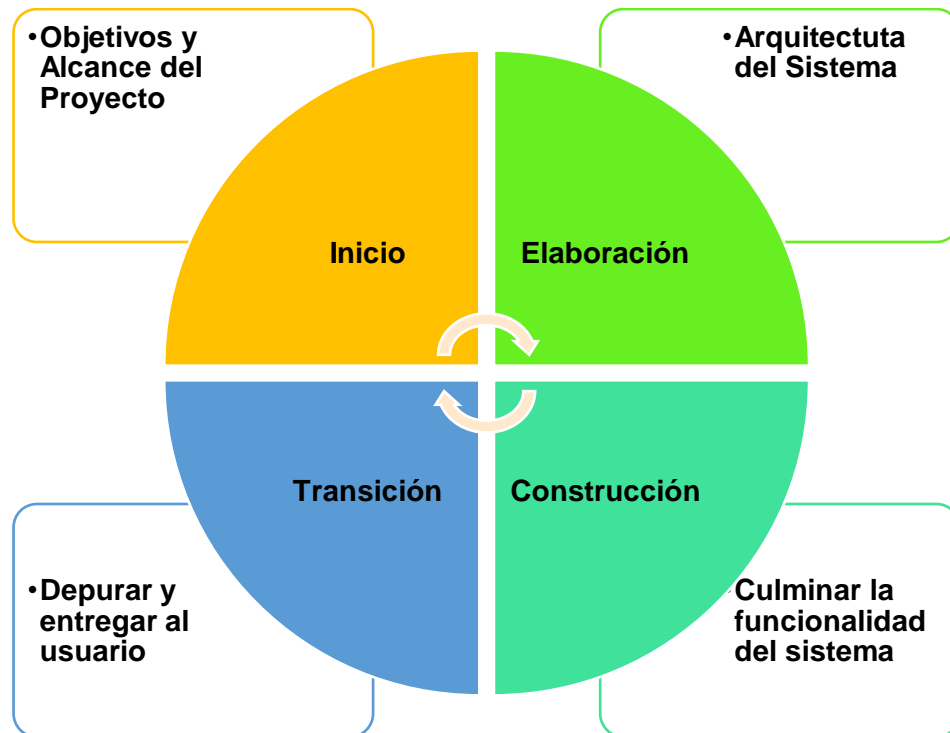 •Objetivos y
Alcance del
Proyecto
•Arquitectuta
del Sistema
Inicio
Elaboración
Transición
Construcción
•Depurar y
entregar al
usuario
•Culminar la
funcionalidad
del sistema